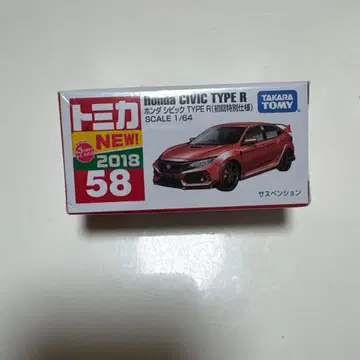 トミカ
Honda CIVIC TYPE R
ホンダ シビック TYPE R(初回特別仕様)
SCALE 1/64
TAKARA
TOMY
NEW!
2018
58
サスペンション